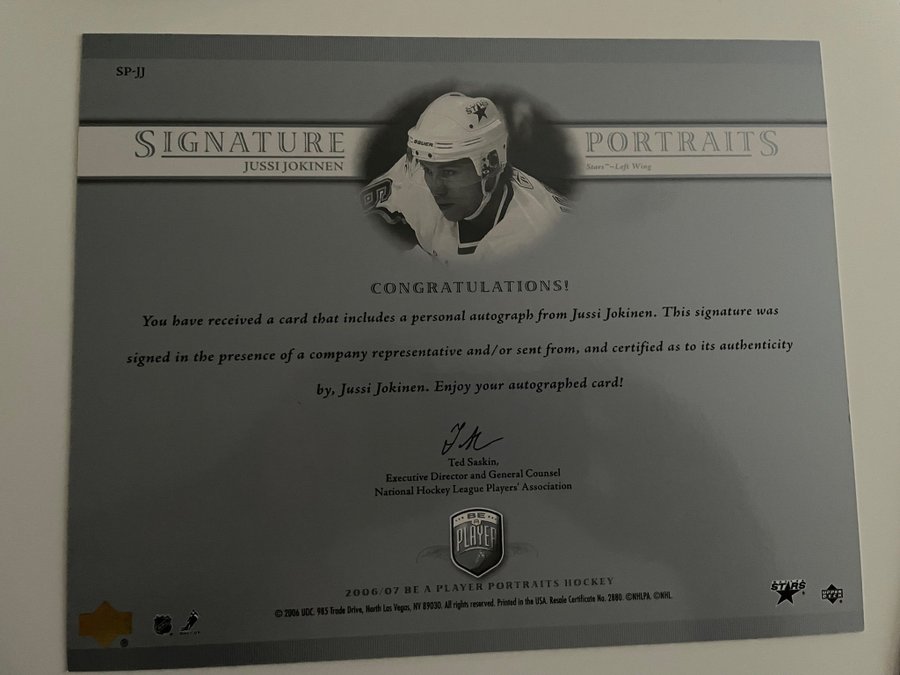 SP-JJ
SIGNATURE PORTRAITS
JUSSI JOKINEN Stars™–Left Wing
STARS
BAUER
CONGRATULATIONS!
You have received a card that includes a personal autograph from Jussi Jokinen. This signature was
signed in the presence of a company representative and/or sent from, and certified as to its authenticity
by, Jussi Jokinen. Enjoy your autographed card!
Ted Saskin,
Executive Director and General Counsel
National Hockey League Players' Association
BE
A
PLAYER
2006/07 BE A PLAYER PORTRAITS HOCKEY
© 2006 UDC. 985 Trade Drive, North Las Vegas, NV 89030. All rights reserved. Printed in the USA. Resale Certificate No. 2880. ©NHLPA. ©NHL.
STARS
UPPER
DECK